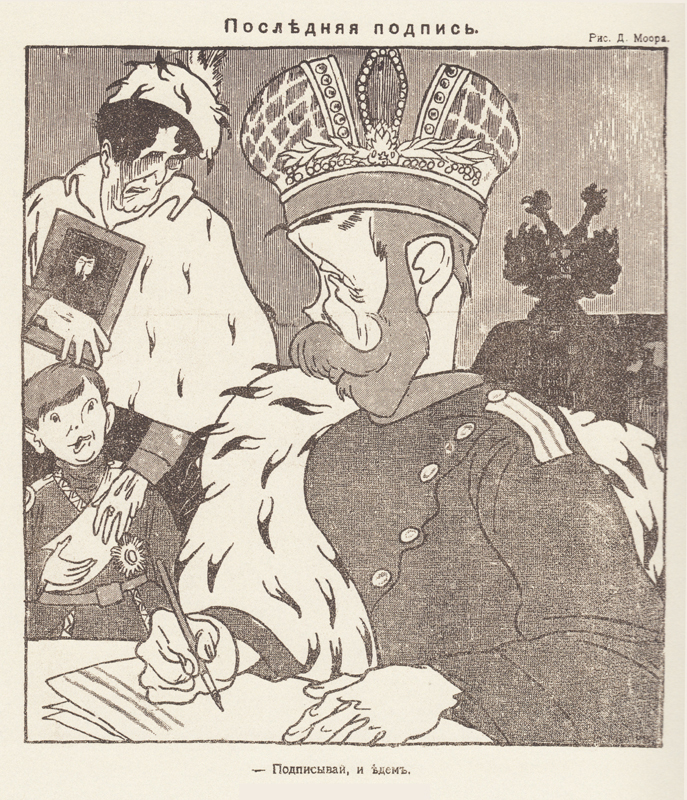 Послѣдняя подпись.
Рис. Д. Моора.
— Подписывай, и ѣдемъ.